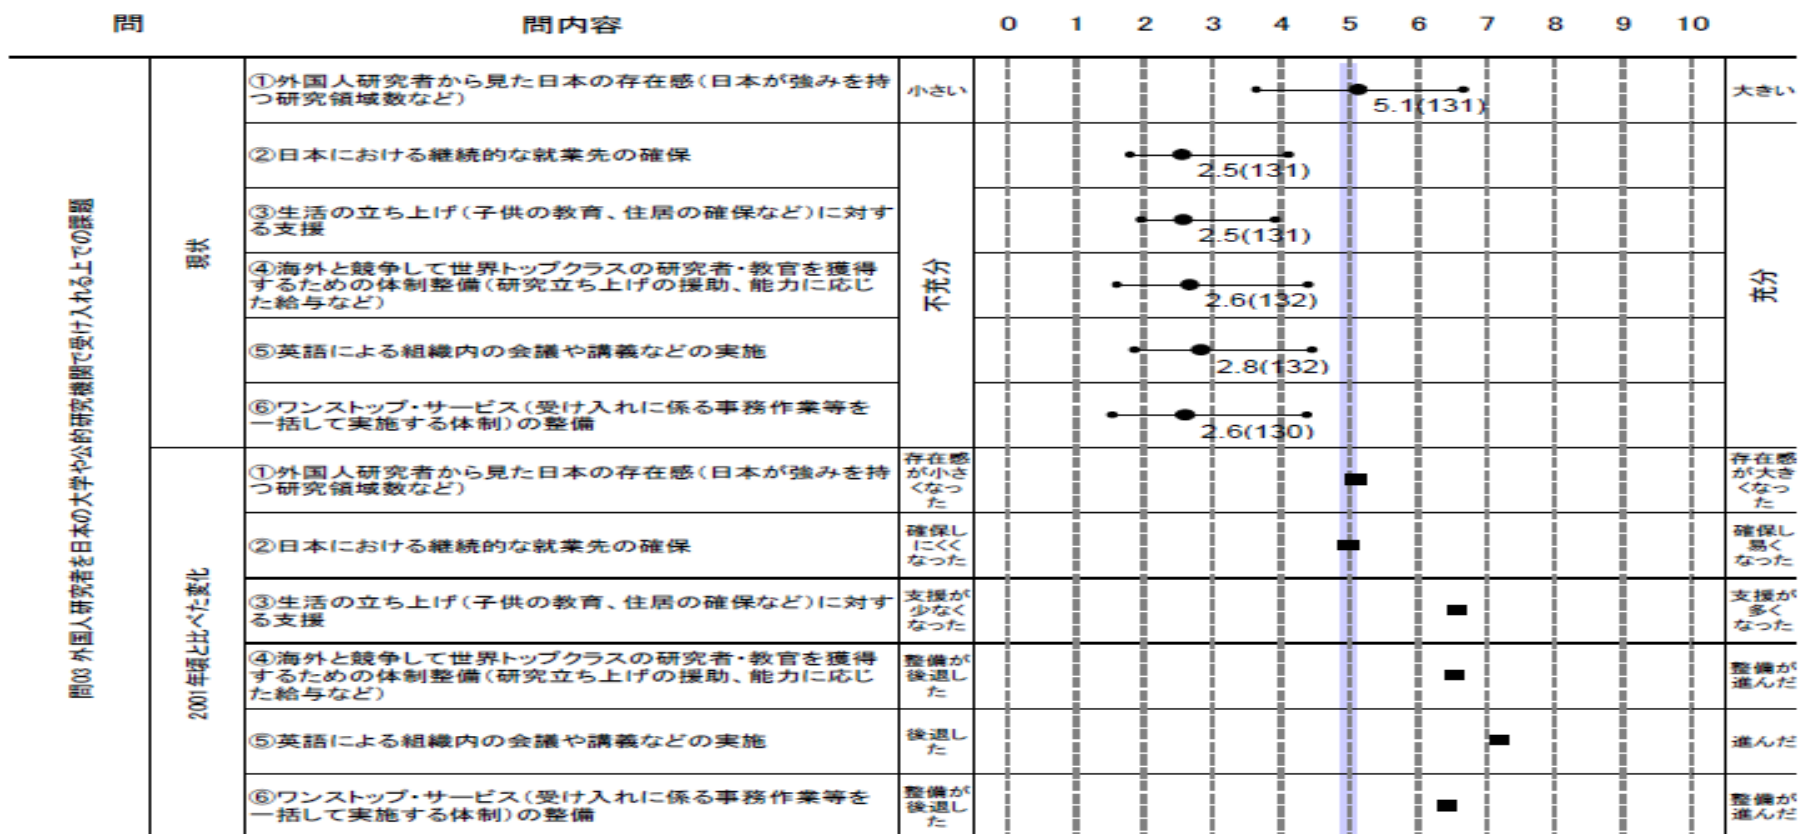 問 問内容 0 1 2 3 4 5 6 7 8 9 10
問03 外国人研究者を日本の大学や公的研究機関で受け入れる上での課題
現状
①外国人研究者から見た日本の存在感(日本が強みを持
つ研究領域数など)
小さい
5.1(131)
大きい
②日本における継続的な就業先の確保
2.5(131)
③生活の立ち上げ(子供の教育、住居の確保など)に対す
る支援
2.5(131)
不充分
充分
④海外と競争して世界トップクラスの研究者・教官を獲得
するための体制整備(研究立ち上げの援助、能力に応じ
た給与など)
2.6(132)
⑤英語による組織内の会議や講義などの実施
2.8(132)
⑥ワンストップ・サービス(受け入れに係る事務作業等を
一括して実施する体制)の整備
2.6(130)
2001年頃と比べた変化
①外国人研究者から見た日本の存在感(日本が強みを持
つ研究領域数など)
存在感
が小さ
くなっ
た
存在感
が大き
くなっ
た
②日本における継続的な就業先の確保
確保し
にくく
なった
確保し
易く
なった
③生活の立ち上げ(子供の教育、住居の確保など)に対す
る支援
支援が
少なく
なった
支援が
多く
なった
④海外と競争して世界トップクラスの研究者・教官を獲得
するための体制整備(研究立ち上げの援助、能力に応じ
た給与など)
整備が
後退し
た
整備が
進んだ
⑤英語による組織内の会議や講義などの実施
後退し
た
進んだ
⑥ワンストップ・サービス(受け入れに係る事務作業等を
一括して実施する体制)の整備
整備が
後退し
た
整備が
進んだ